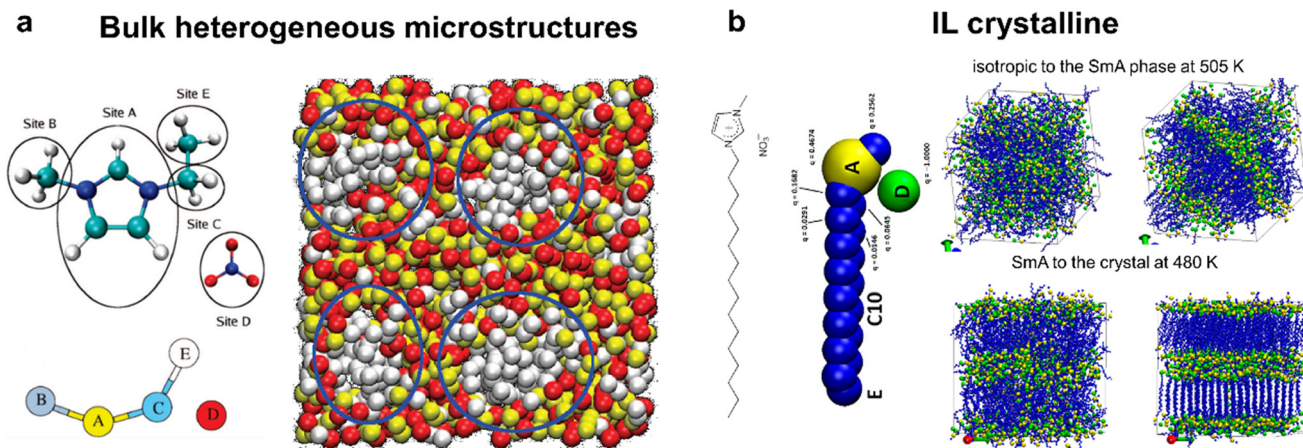 a
Bulk heterogeneous microstructures
Site A
Site E
Site B
Site C
Site D
E
B
A
C
D
b
IL crystalline
N
N
+
NO₃⁻
q = 0.2562
q = 0.4674
A
D
q = −1.0000
q = 0.1682
q = 0.0291
q = 0.0645
q = 0.0146
C10
E
isotropic to the SmA phase at 505 K
SmA to the crystal at 480 K